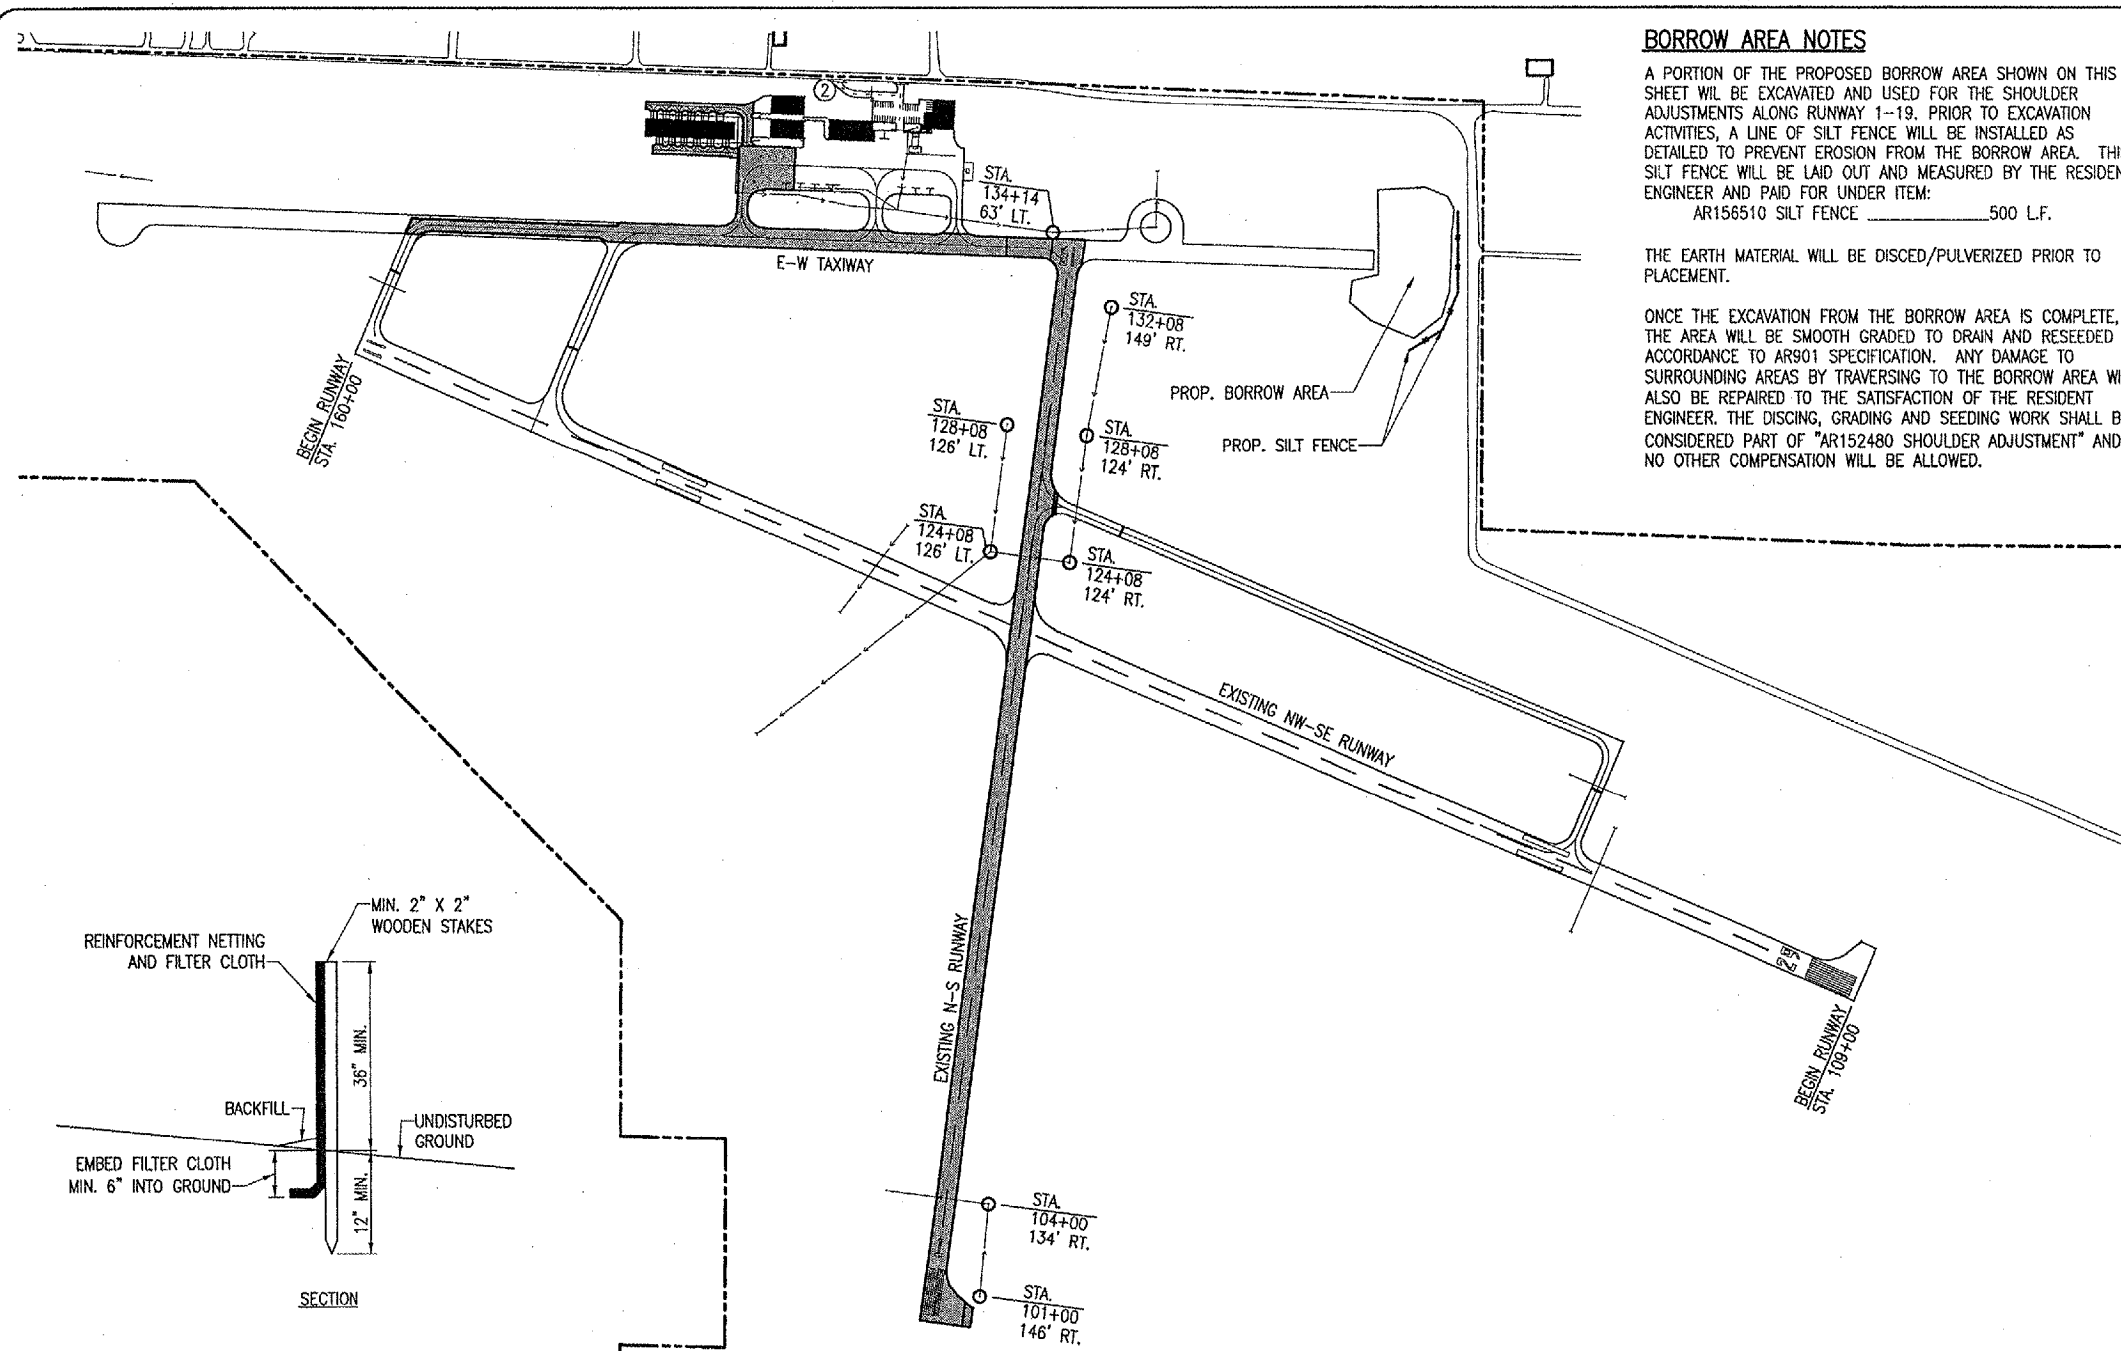 BORROW AREA NOTES
A PORTION OF THE PROPOSED BORROW AREA SHOWN ON THIS
SHEET WIL BE EXCAVATED AND USED FOR THE SHOULDER
ADJUSTMENTS ALONG RUNWAY 1-19. PRIOR TO EXCAVATION
ACTIVITIES, A LINE OF SILT FENCE WILL BE INSTALLED AS
DETAILED TO PREVENT EROSION FROM THE BORROW AREA. THI
SILT FENCE WILL BE LAID OUT AND MEASURED BY THE RESIDEN
ENGINEER AND PAID FOR UNDER ITEM:
AR156510 SILT FENCE ____________500 L.F.
THE EARTH MATERIAL WILL BE DISCED/PULVERIZED PRIOR TO
PLACEMENT.
ONCE THE EXCAVATION FROM THE BORROW AREA IS COMPLETE,
THE AREA WILL BE SMOOTH GRADED TO DRAIN AND RESEEDED
ACCORDANCE TO AR901 SPECIFICATION. ANY DAMAGE TO
SURROUNDING AREAS BY TRAVERSING TO THE BORROW AREA WI
ALSO BE REPAIRED TO THE SATISFACTION OF THE RESIDENT
ENGINEER. THE DISCING, GRADING AND SEEDING WORK SHALL B
CONSIDERED PART OF "AR152480 SHOULDER ADJUSTMENT" AND
NO OTHER COMPENSATION WILL BE ALLOWED.
2
STA.
134+14
63' LT.
E-W TAXIWAY
STA.
132+08
149' RT.
PROP. BORROW AREA
PROP. SILT FENCE
BEGIN RUNWAY
STA. 160+00
STA.
128+08
126' LT.
STA.
128+08
124' RT.
STA.
124+08
126' LT.
STA.
124+08
124' RT.
EXISTING NW-SE RUNWAY
EXISTING N-S RUNWAY
29
BEGIN RUNWAY
STA. 109+00
STA.
104+00
134' RT.
STA.
101+00
146' RT.
MIN. 2" X 2"
WOODEN STAKES
REINFORCEMENT NETTING
AND FILTER CLOTH
36" MIN.
BACKFILL
UNDISTURBED
GROUND
EMBED FILTER CLOTH
MIN. 6" INTO GROUND
12" MIN.
SECTION